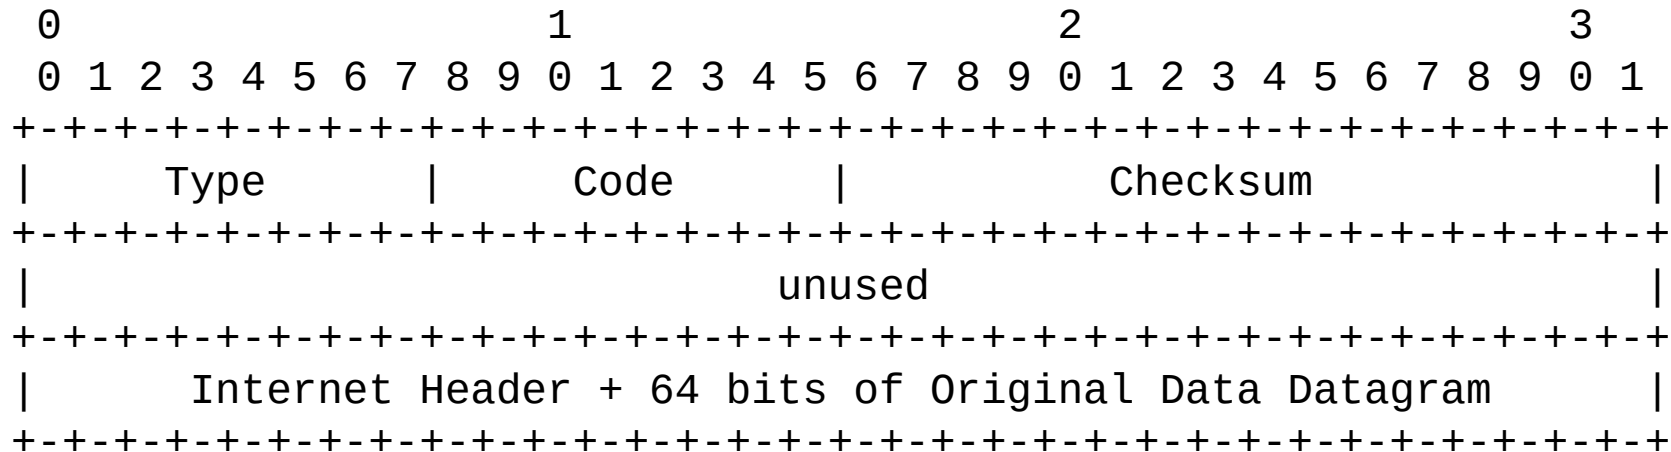 0                   1                   2                   3
 0 1 2 3 4 5 6 7 8 9 0 1 2 3 4 5 6 7 8 9 0 1 2 3 4 5 6 7 8 9 0 1
+-+-+-+-+-+-+-+-+-+-+-+-+-+-+-+-+-+-+-+-+-+-+-+-+-+-+-+-+-+-+-+-+
|     Type      |     Code      |          Checksum             |
+-+-+-+-+-+-+-+-+-+-+-+-+-+-+-+-+-+-+-+-+-+-+-+-+-+-+-+-+-+-+-+-+
|                             unused                            |
+-+-+-+-+-+-+-+-+-+-+-+-+-+-+-+-+-+-+-+-+-+-+-+-+-+-+-+-+-+-+-+-+
|      Internet Header + 64 bits of Original Data Datagram      |
+-+-+-+-+-+-+-+-+-+-+-+-+-+-+-+-+-+-+-+-+-+-+-+-+-+-+-+-+-+-+-+-+